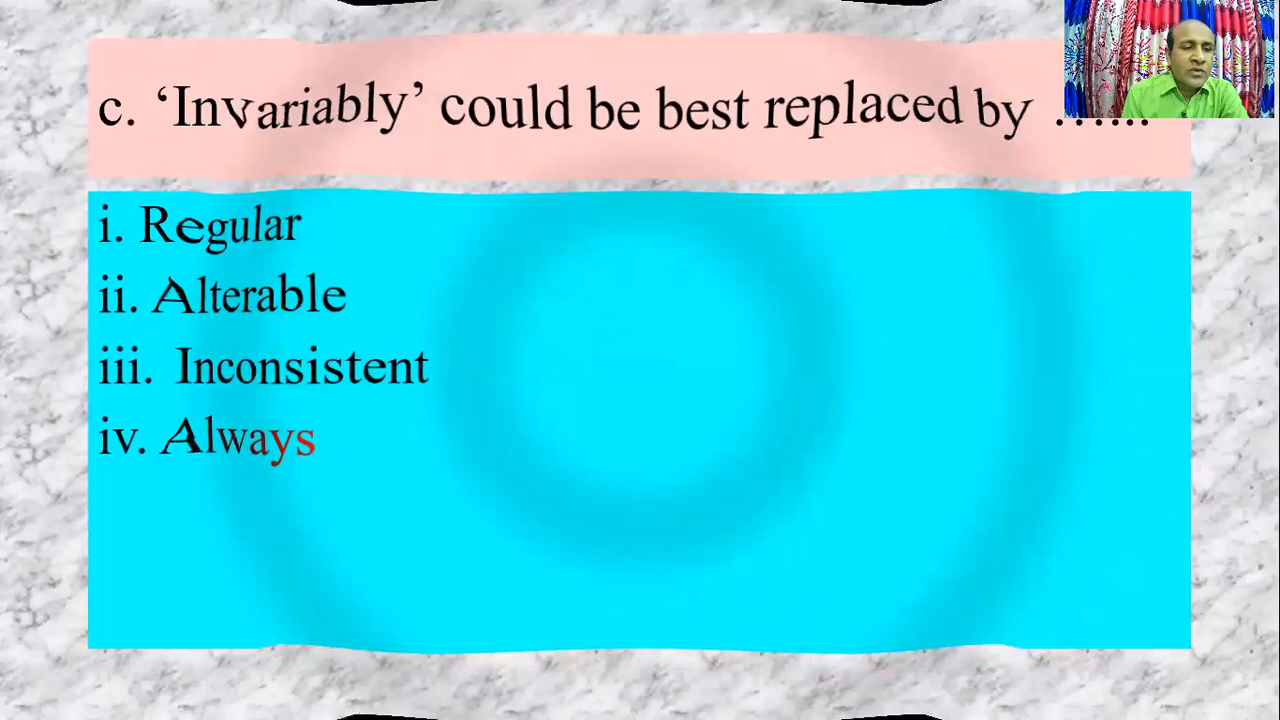 c. ‘Invariably’ could be best replaced by ......
i. Regular
ii. Alterable
iii. Inconsistent
iv. Always